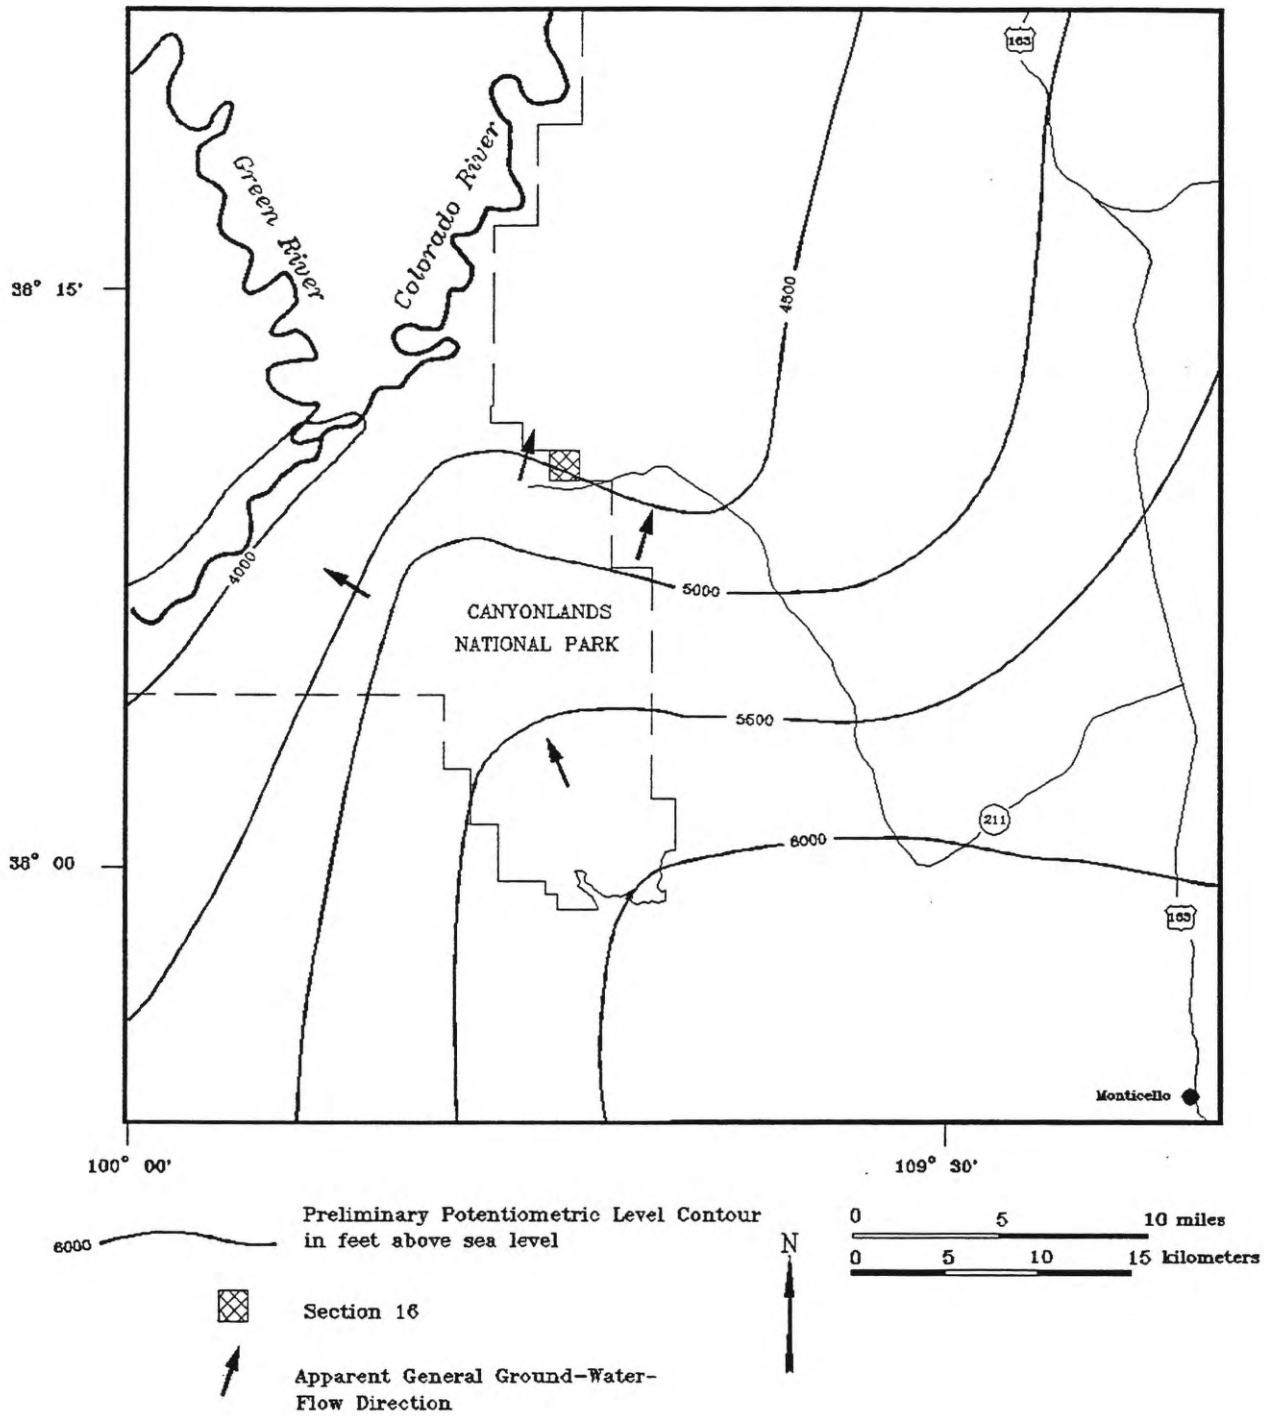 163
Green River
Colorado River
38° 15'
4500
4000
5000
CANYONLANDS
NATIONAL PARK
5500
211
6000
38° 00
163
Monticello
100° 00'
109° 30'
6000
Preliminary Potentiometric Level Contour
in feet above sea level
Section 16
Apparent General Ground-Water-
Flow Direction
N
0 5 10 miles
0 5 10 15 kilometers